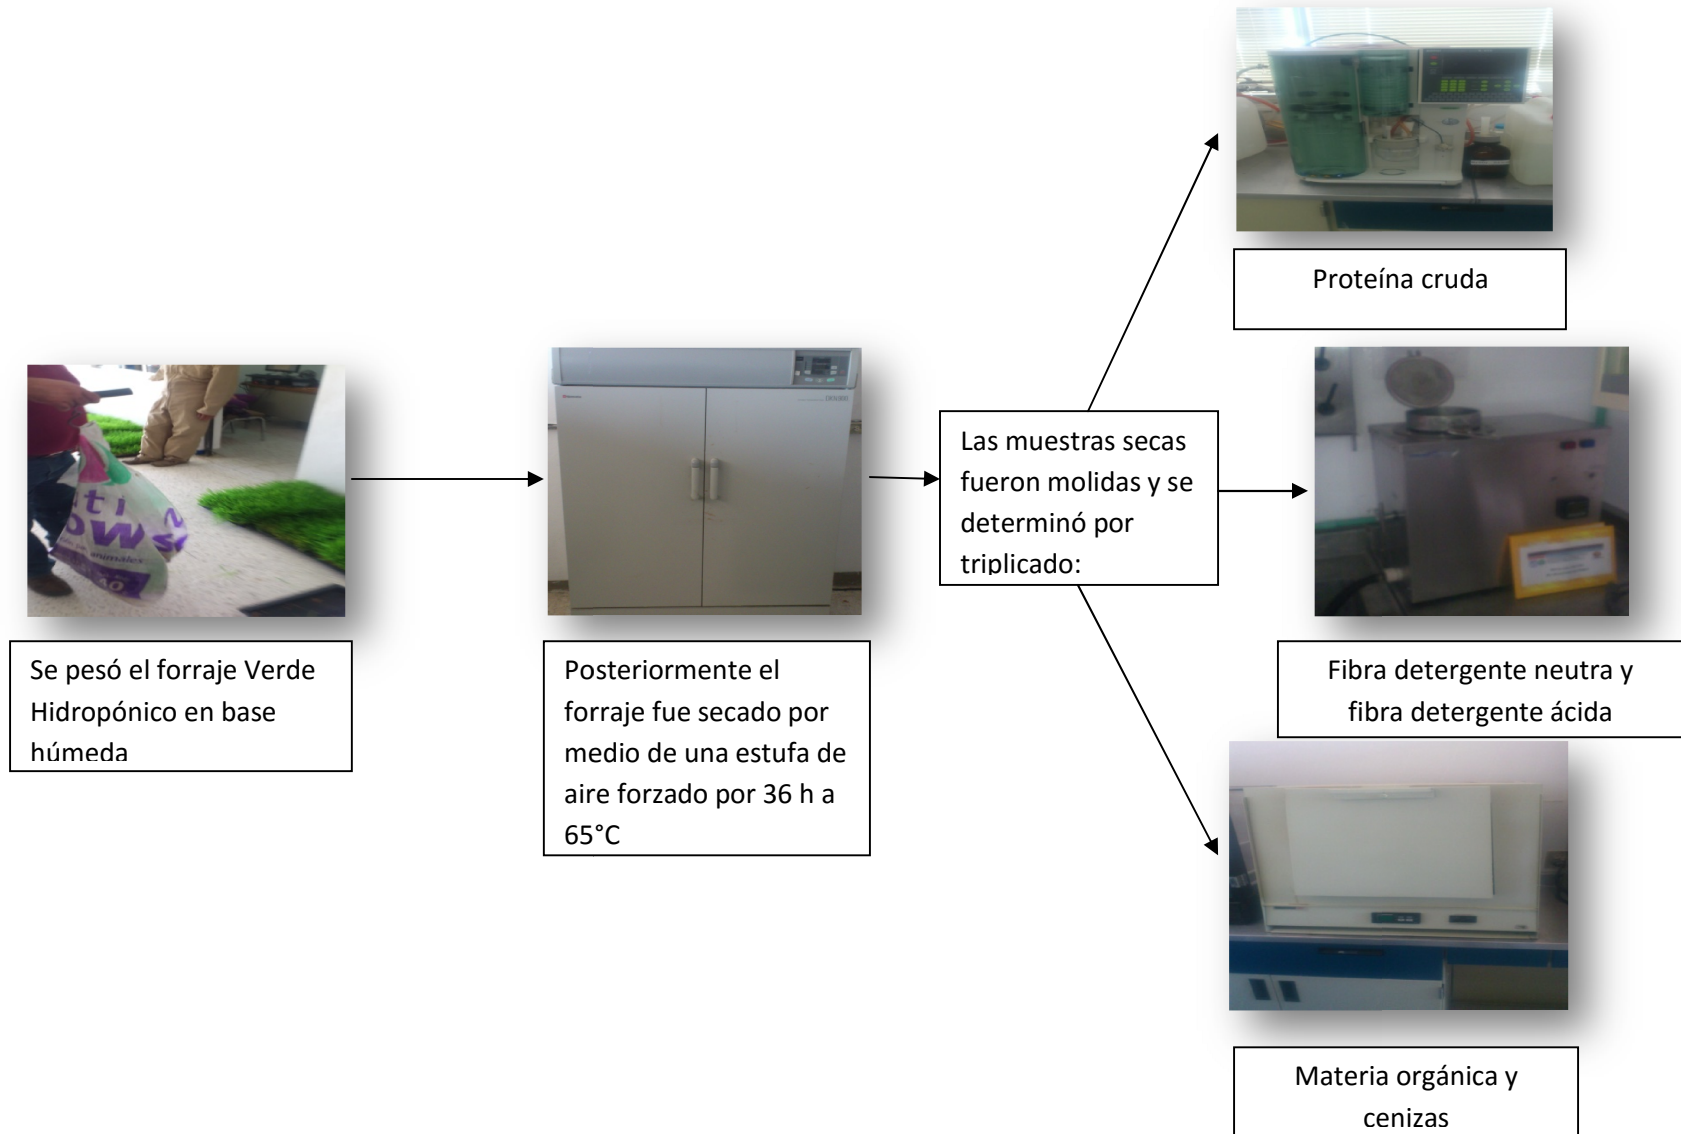 Proteína cruda
Se pesó el forraje Verde
Hidropónico en base
húmeda
Posteriormente el
forraje fue secado por
medio de una estufa de
aire forzado por 36 h a
65°C
Las muestras secas
fueron molidas y se
determinó por
triplicado:
Fibra detergente neutra y
fibra detergente ácida
Materia orgánica y
cenizas
animales